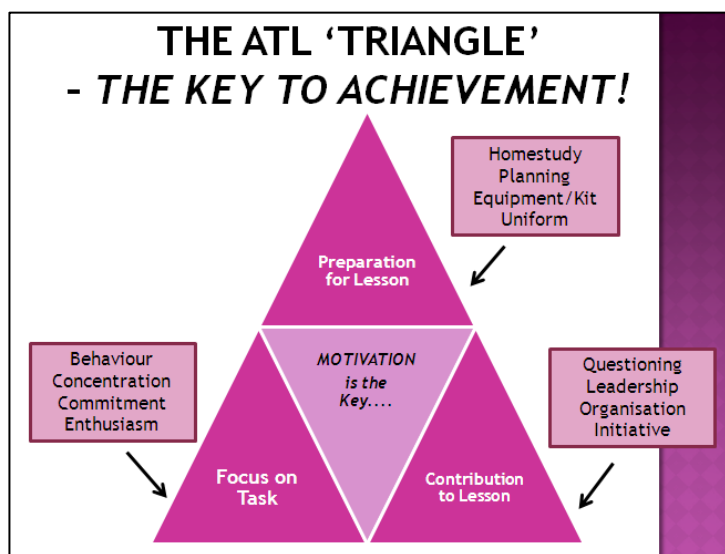 THE ATL ‘TRIANGLE’
– THE KEY TO ACHIEVEMENT!
Homestudy
Planning
Equipment/Kit
Uniform
Preparation
for Lesson
Behaviour
Concentration
Commitment
Enthusiasm
MOTIVATION
is the
Key....
Questioning
Leadership
Organisation
Initiative
Focus on
Task
Contribution
to Lesson